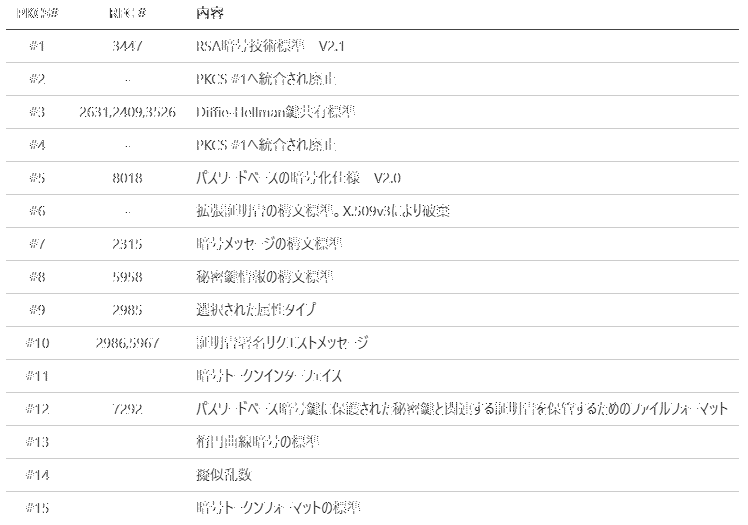 PKCS# RFC # 内容
#1 3447 RSA暗号技術標準 V2.1
#2 - PKCS #1へ統合され廃止
#3 2631,2409,3526 Diffie-Hellman鍵共有標準
#4 - PKCS #1へ統合され廃止
#5 8018 パスワードベースの暗号化仕様 V2.0
#6 - 拡張証明書の構文標準。X.509v3により破棄
#7 2315 暗号メッセージの構文標準
#8 5958 秘密鍵情報の構文標準
#9 2985 選択された属性タイプ
#10 2986,5967 証明書署名リクエストメッセージ
#11 暗号トークンインターフェイス
#12 7292 パスワードベース暗号鍵に保護された秘密鍵と関連する証明書を保管するためのファイルフォーマット
#13 楕円曲線暗号の標準
#14 擬似乱数
#15 暗号トークンフォーマットの標準